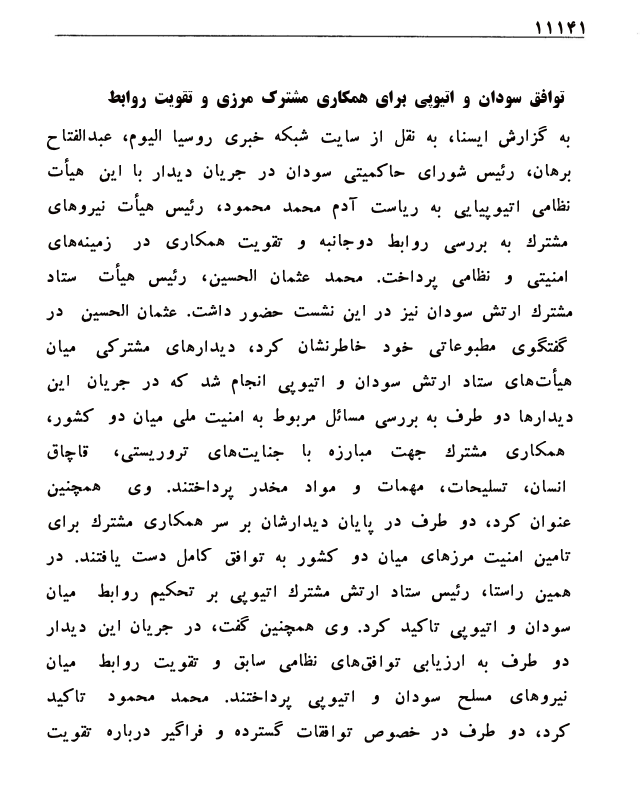 ۱۱۱۴۱
توافق سودان و اتیوپی برای همکاری مشترک مرزی و تقویت روابط
به گزارش ایسنا، به نقل از سایت شبکه خبری روسیا الیوم، عبدالفتاح
برهان، رئیس شورای حاکمیتی سودان در جریان دیدار با این هیأت
نظامی اتیوپیایی به ریاست آدم محمد محمود، رئیس هیأت نیروهای
مشترك به بررسی روابط دوجانبه و تقویت همکاری در زمینه‌های
امنیتی و نظامی پرداخت. محمد عثمان الحسین، رئیس هیأت ستاد
مشترك ارتش سودان نیز در این نشست حضور داشت. عثمان الحسین در
گفتگوی مطبوعاتی خود خاطرنشان کرد، دیدارهای مشترکی میان
هیأت‌های ستاد ارتش سودان و اتیوپی انجام شد که در جریان این
دیدارها دو طرف به بررسی مسائل مربوط به امنیت ملی میان دو کشور،
همکاری مشترك جهت مبارزه با جنایت‌های تروریستی، قاچاق
انسان، تسلیحات، مهمات و مواد مخدر پرداختند. وی همچنین
عنوان کرد، دو طرف در پایان دیدارشان بر سر همکاری مشترك برای
تامین امنیت مرزهای میان دو کشور به توافق کامل دست یافتند. در
همین راستا، رئیس ستاد ارتش مشترك اتیوپی بر تحکیم روابط میان
سودان و اتیوپی تاکید کرد. وی همچنین گفت، در جریان این دیدار
دو طرف به ارزیابی توافق‌های نظامی سابق و تقویت روابط میان
نیروهای مسلح سودان و اتیوپی پرداختند. محمد محمود تاکید
کرد، دو طرف در خصوص توافقات گسترده و فراگیر درباره تقویت